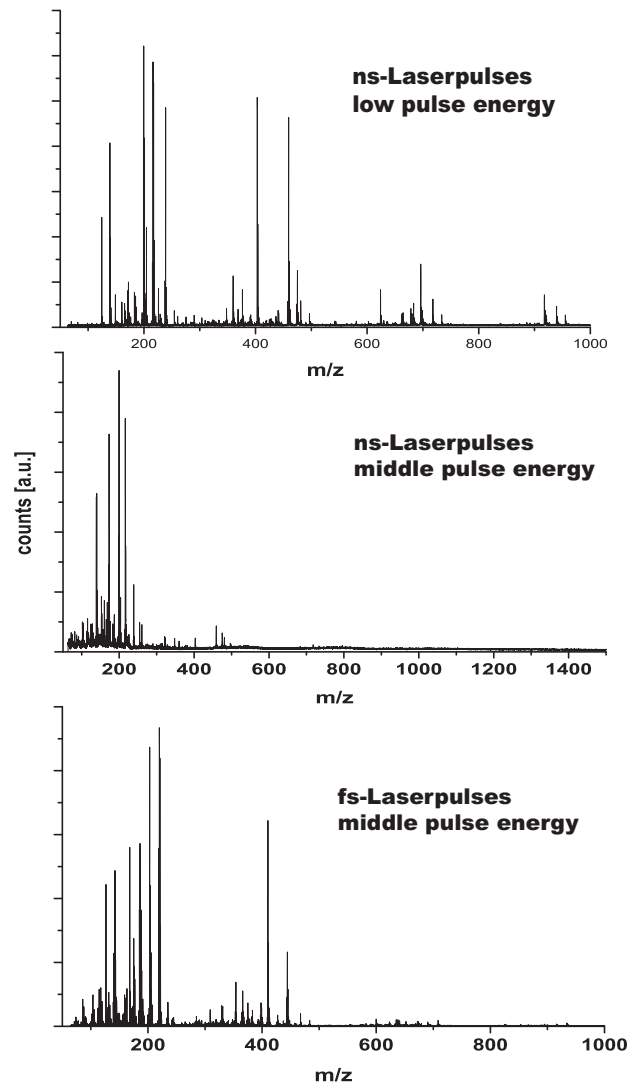 ns-Laserpulses
low pulse energy
200 400 600 800 1000
m/z
ns-Laserpulses
middle pulse energy
counts [a.u.]
200 400 600 800 1000 1200 1400
m/z
fs-Laserpulses
middle pulse energy
200 400 600 800 1000
m/z